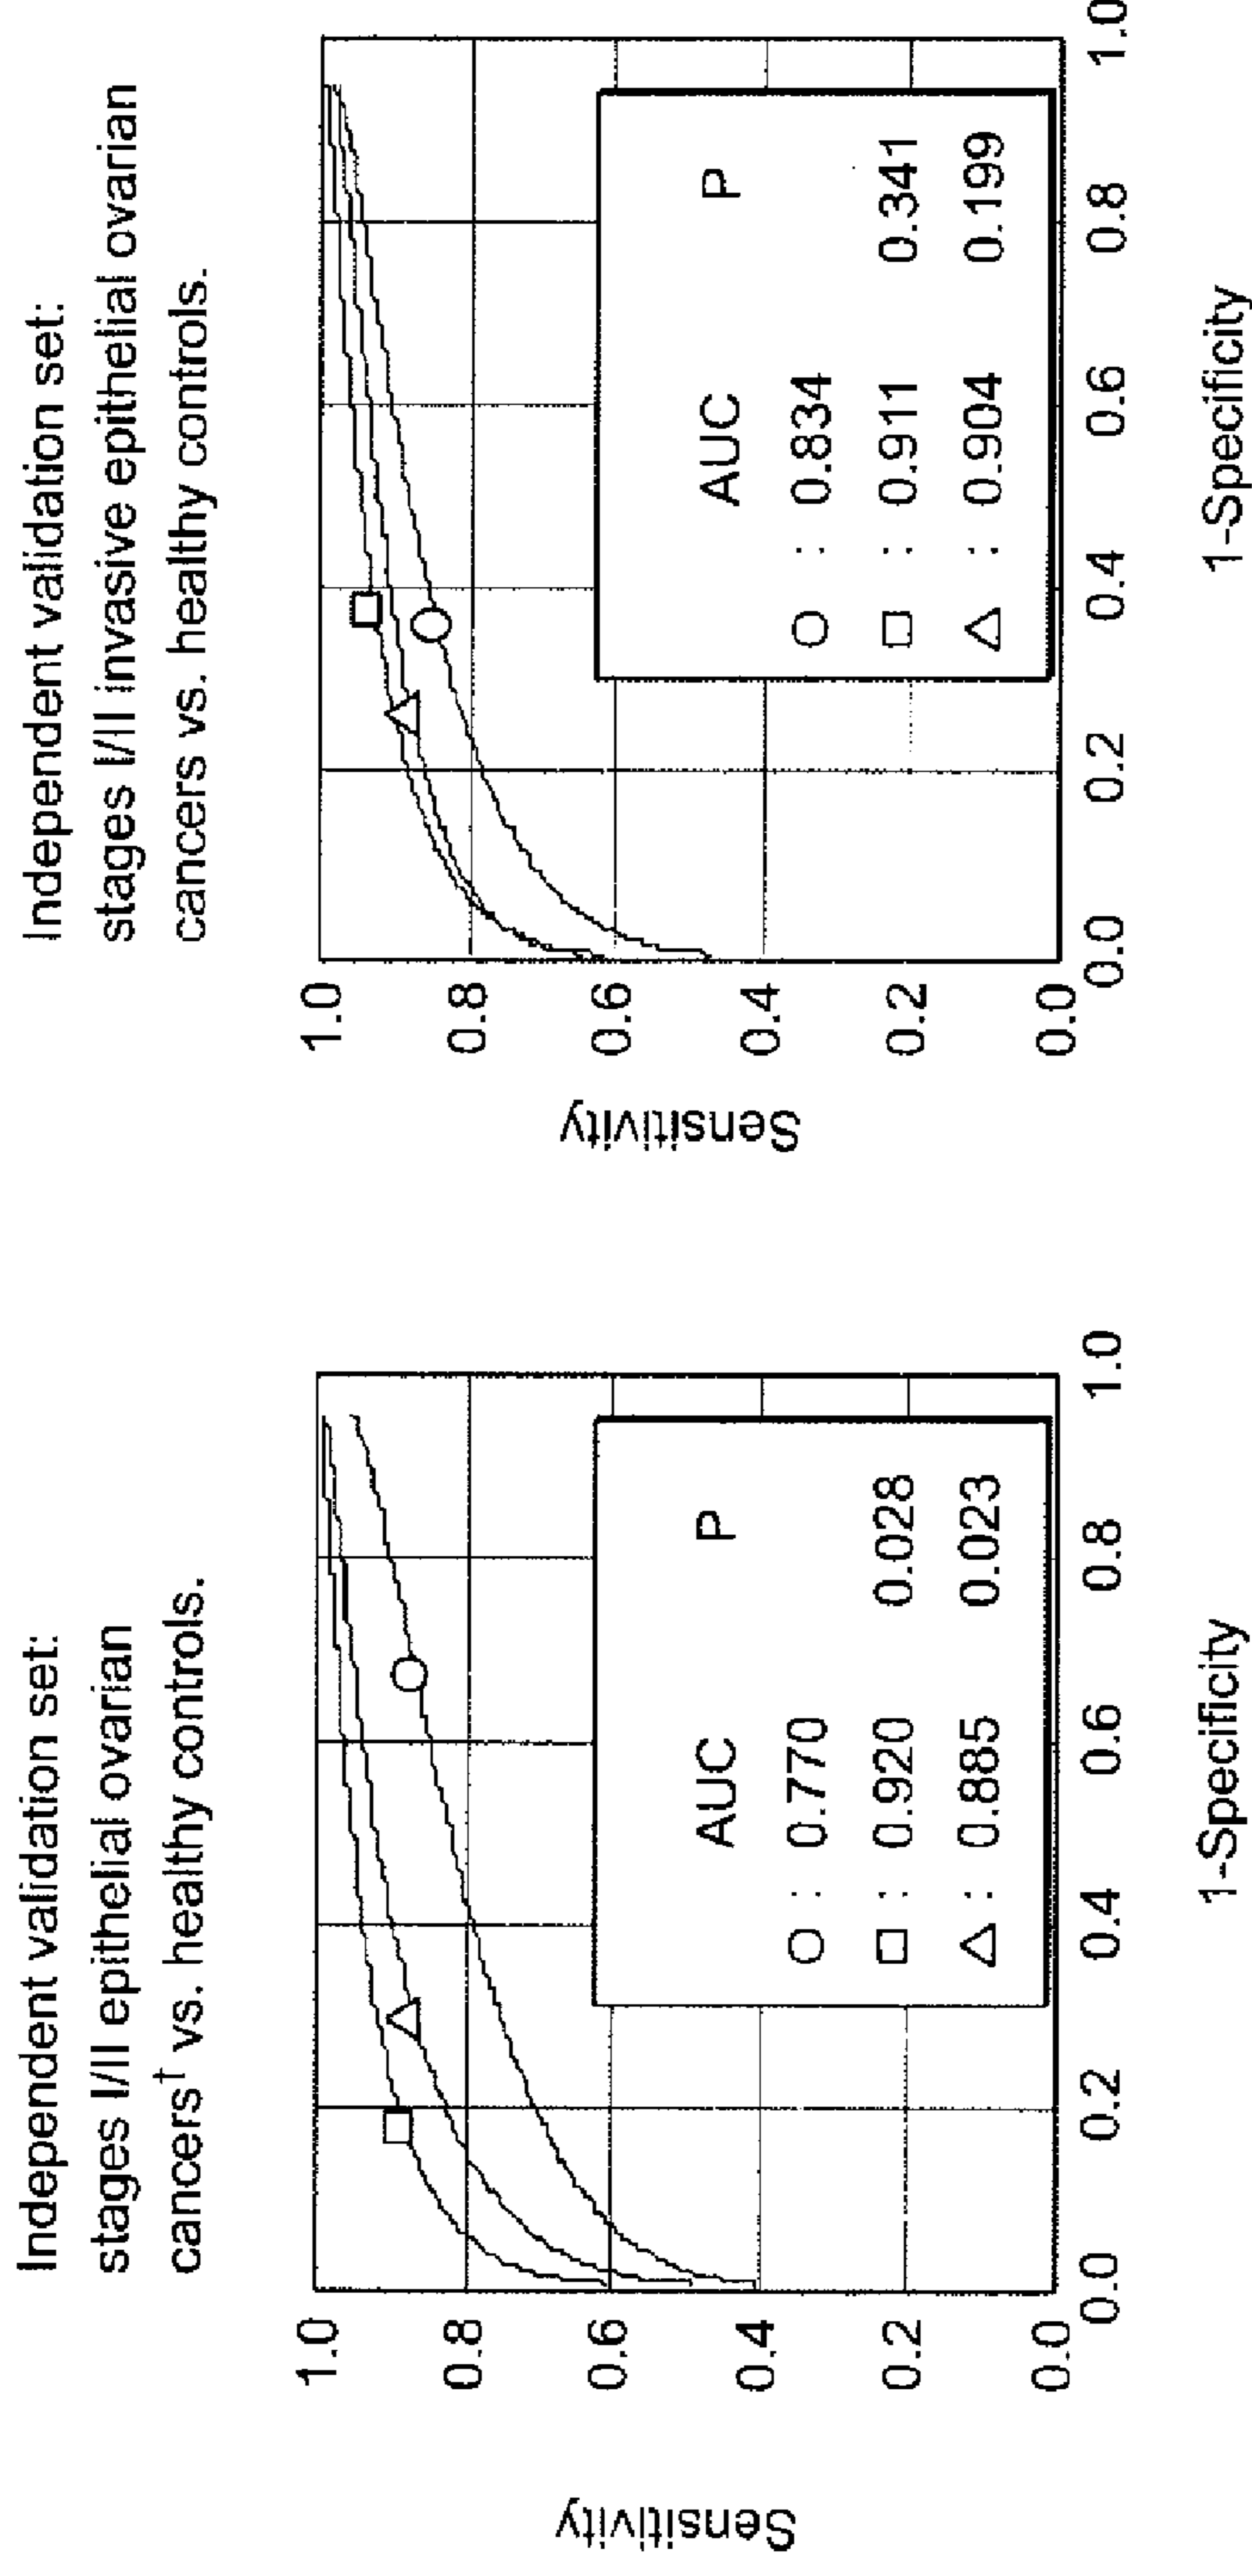 Independent validation set:
stages I/II epithelial ovarian
cancers† vs. healthy controls.
Sensitivity
1.0
0.8
0.6
0.4
0.2
0.0
AUC P
○ : 0.770
□ : 0.920 0.028
△ : 0.885 0.023
0.0 0.2 0.4 0.6 0.8 1.0
1-Specificity
Independent validation set:
stages I/II invasive epithelial ovarian
cancers vs. healthy controls.
Sensitivity
1.0
0.8
0.6
0.4
0.2
0.0
AUC P
○ : 0.834
□ : 0.911 0.341
△ : 0.904 0.199
0.0 0.2 0.4 0.6 0.8 1.0
1-Specificity